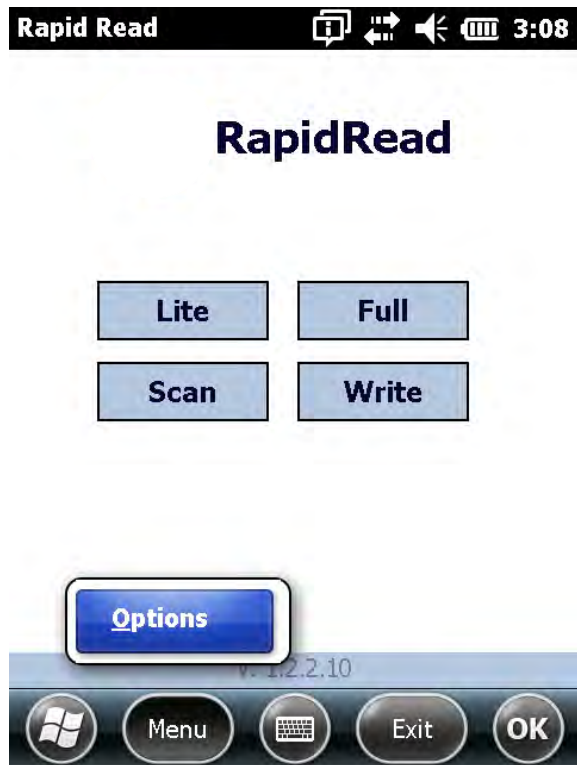 Rapid Read 3:08
RapidRead
Lite Full
Scan Write
Options
V. 1.2.2.10
Menu Exit OK